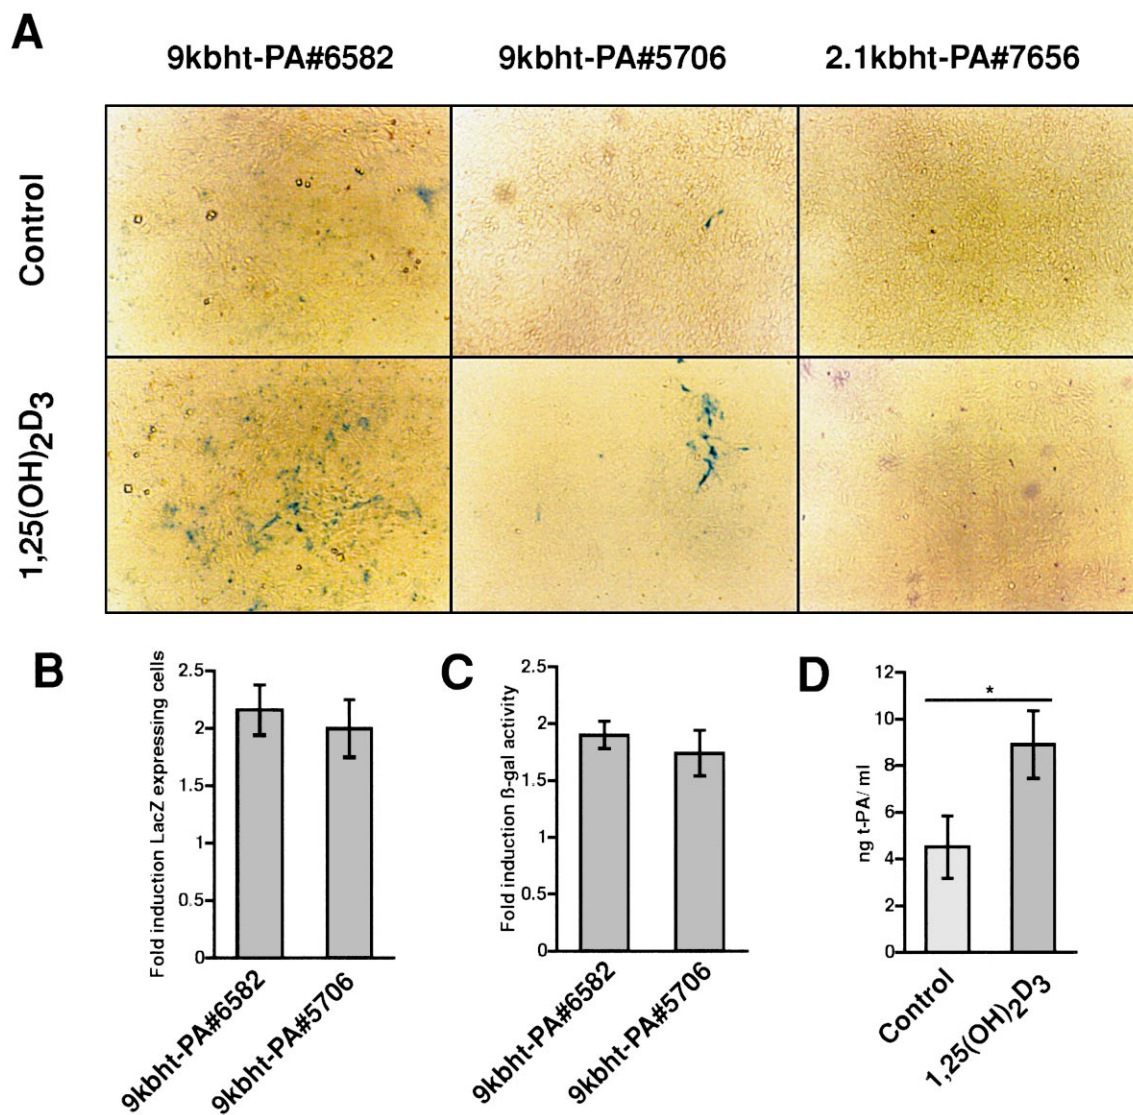 A
9kbht-PA#6582 9kbht-PA#5706 2.1kbht-PA#7656
Control
1,25(OH)2D3
B
Fold induction LacZ expressing cells
2.5
2
1.5
1
0.5
0
9kbht-PA#6582
9kbht-PA#5706
C
Fold induction ß-gal activity
2.5
2
1.5
1
0.5
0
9kbht-PA#6582
9kbht-PA#5706
D
ng t-PA/ ml
12
10
8
6
4
2
0
*
Control
1,25(OH)2D3